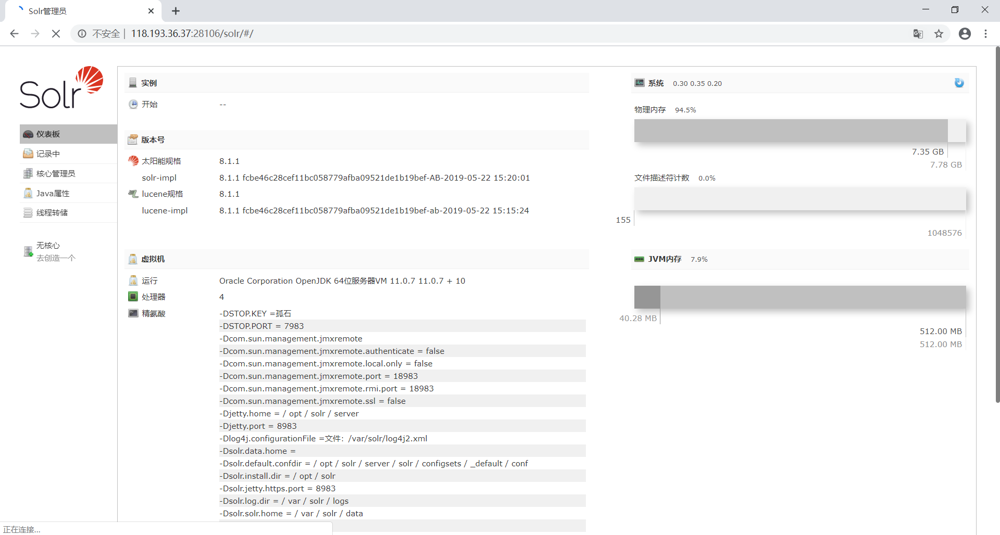 Solr管理员
不安全 | 118.193.36.37:28106/solr/#/
Solr
仪表板
记录中
核心管理员
Java属性
线程转储
无核心
去创造一个
实例
开始 --
版本号
太阳能规格 8.1.1
solr-impl 8.1.1 fcbe46c28cef11bc058779afba09521de1b19bef-AB-2019-05-22 15:20:01
lucene规格 8.1.1
lucene-impl 8.1.1 fcbe46c28cef11bc058779afba09521de1b19bef-ab-2019-05-22 15:15:24
虚拟机
运行 Oracle Corporation OpenJDK 64位服务器VM 11.0.7 11.0.7 + 10
处理器 4
精氨酸 -DSTOP.KEY =孤石
-DSTOP.PORT = 7983
-Dcom.sun.management.jmxremote
-Dcom.sun.management.jmxremote.authenticate = false
-Dcom.sun.management.jmxremote.local.only = false
-Dcom.sun.management.jmxremote.port = 18983
-Dcom.sun.management.jmxremote.rmi.port = 18983
-Dcom.sun.management.jmxremote.ssl = false
-Djetty.home = / opt / solr / server
-Djetty.port = 8983
-Dlog4j.configurationFile =文件：/var/solr/log4j2.xml
-Dsolr.data.home =
-Dsolr.default.confdir = / opt / solr / server / solr / configsets / _default / conf
-Dsolr.install.dir = / opt / solr
-Dsolr.jetty.https.port = 8983
-Dsolr.log.dir = / var / solr / logs
-Dsolr.solr.home = / var / solr / data
系统 0.30 0.35 0.20
物理内存 94.5%
7.35 GB
7.78 GB
文件描述符计数 0.0%
155
1048576
JVM内存 7.9%
40.28 MB
512.00 MB
512.00 MB
正在连接...